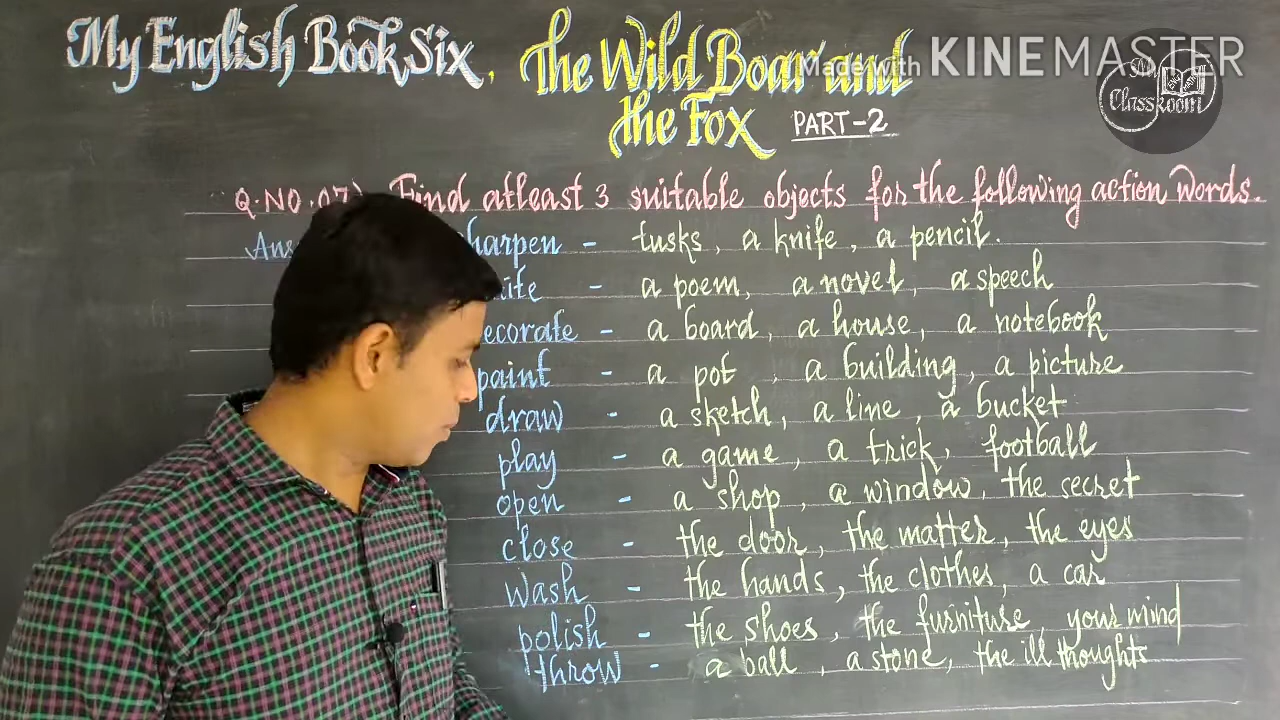 My English Book Six, The Wild Boar and
the Fox PART-2
Made with KINEMASTER
My Classroom
Q.NO.07) Find atleast 3 suitable objects for the following action words.
Ans harpen - tusks, a knife, a pencil.
ite - a poem, a novel, a speech
ecorate - a board, a house, a notebook
paint - a pot, a building, a picture
draw - a sketch, a line, a bucket
play - a game, a trick, football
open - a shop, a window, the secret
close - the door, the matter, the eyes
wash - the hands, the clothes, a car
polish - the shoes, the furniture, your mind
throw - a ball, a stone, the ill thoughts